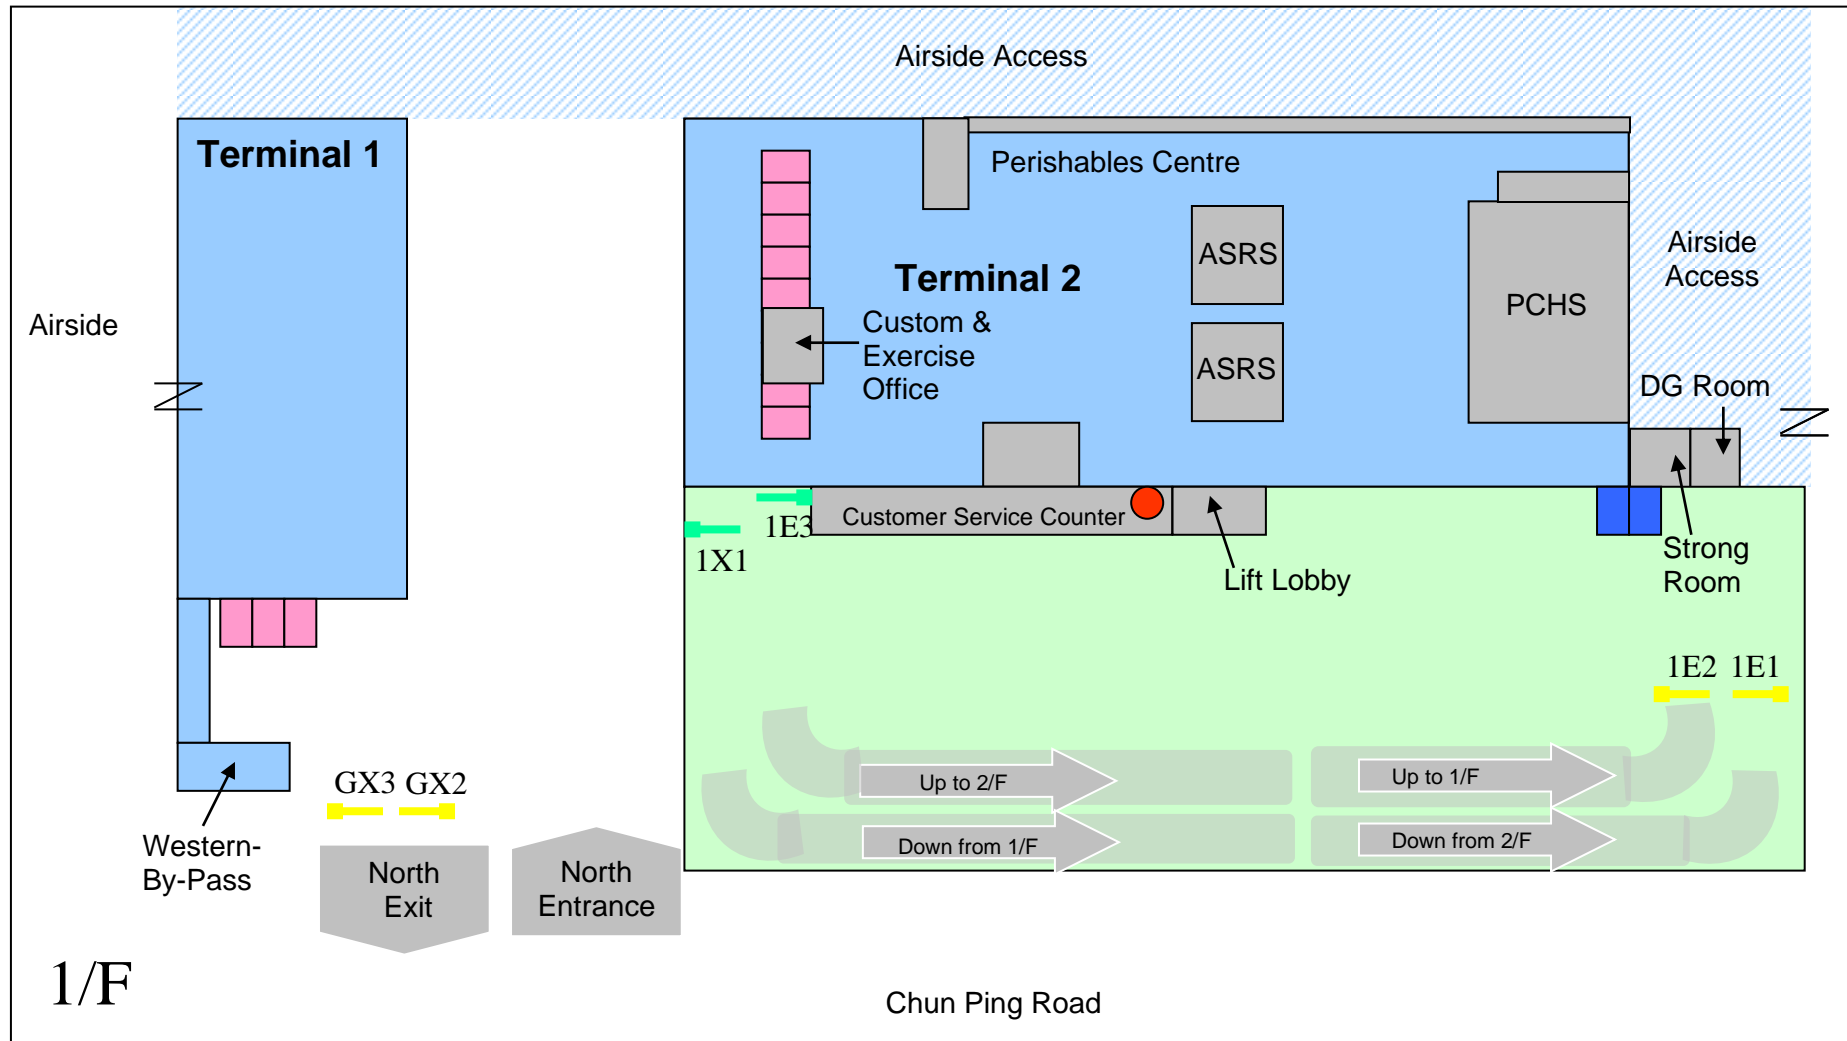 Airside Access
Terminal 1
Perishables Centre
ASRS
Airside
Access
Terminal 2
PCHS
Airside
Custom &
Exercise
Office
ASRS
DG Room
1E3
Customer Service Counter
1X1
Lift Lobby
Strong
Room
1E2
1E1
GX3
GX2
Up to 2/F
Up to 1/F
Down from 1/F
Down from 2/F
Western-
By-Pass
North
Exit
North
Entrance
1/F
Chun Ping Road